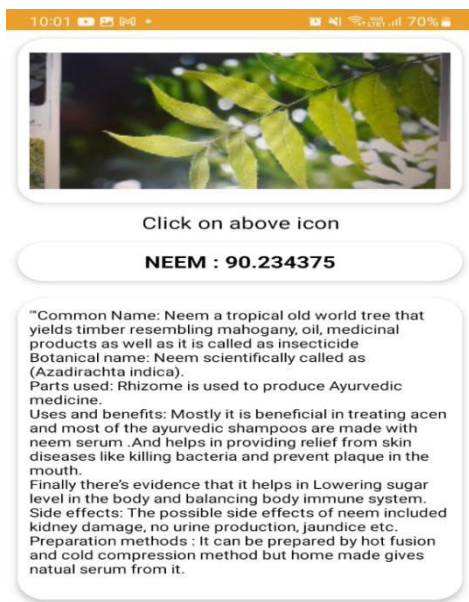 10:01
70%
Click on above icon
NEEM : 90.234375
"'Common Name: Neem a tropical old world tree that
yields timber resembling mahogany, oil, medicinal
products as well as it is called as insecticide
Botanical name: Neem scientifically called as
(Azadirachta indica).
Parts used: Rhizome is used to produce Ayurvedic
medicine.
Uses and benefits: Mostly it is beneficial in treating acen
and most of the ayurvedic shampoos are made with
neem serum .And helps in providing relief from skin
diseases like killing bacteria and prevent plaque in the
mouth.
Finally there's evidence that it helps in Lowering sugar
level in the body and balancing body immune system.
Side effects: The possible side effects of neem included
kidney damage, no urine production, jaundice etc.
Preparation methods : It can be prepared by hot fusion
and cold compression method but home made gives
natual serum from it.